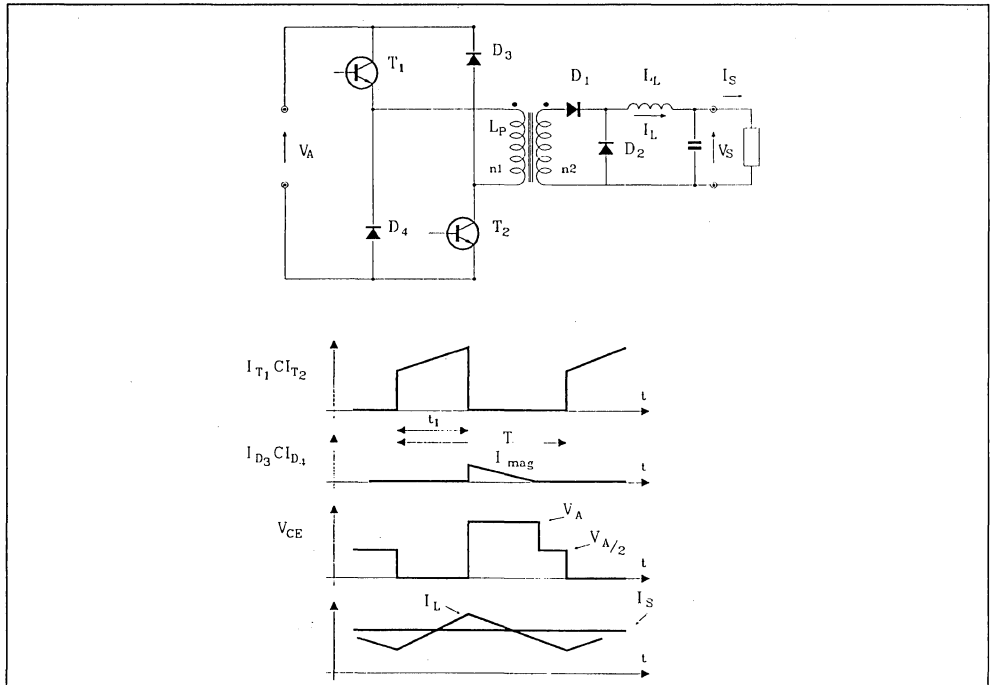 T1
D3
D1
LL
IS
VA
LP
IL
D2
VS
n1
n2
D4
T2
IT1 CIT2
t
t1
T
ID3 CID4
I mag
t
VCE
VA
VA/2
t
IL
IS
t